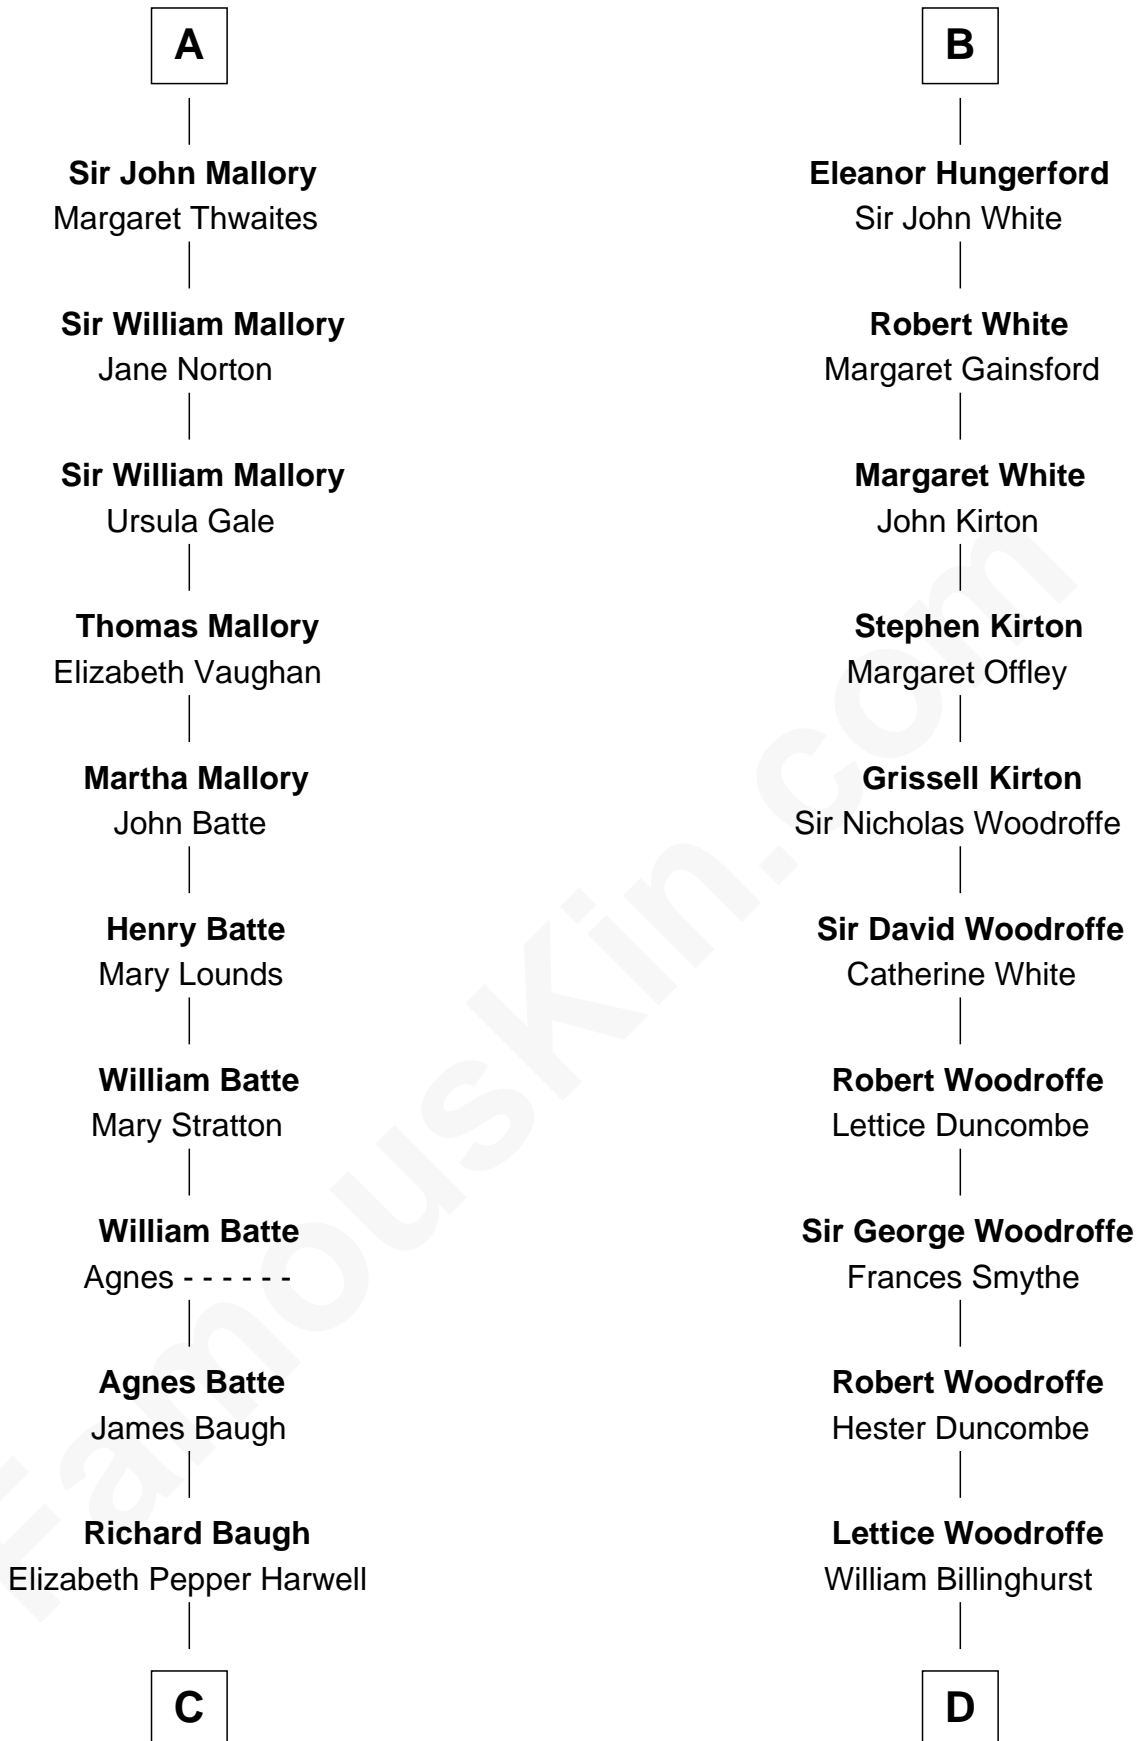 A
Sir John Mallory
Margaret Thwaites
Sir William Mallory
Jane Norton
Sir William Mallory
Ursula Gale
Thomas Mallory
Elizabeth Vaughan
Martha Mallory
John Batte
Henry Batte
Mary Lounds
William Batte
Mary Stratton
William Batte
Agnes - - - - - -
Agnes Batte
James Baugh
Richard Baugh
Elizabeth Pepper Harwell
C
B
Eleanor Hungerford
Sir John White
Robert White
Margaret Gainsford
Margaret White
John Kirton
Stephen Kirton
Margaret Offley
Grissell Kirton
Sir Nicholas Woodroffe
Sir David Woodroffe
Catherine White
Robert Woodroffe
Lettice Duncombe
Sir George Woodroffe
Frances Smythe
Robert Woodroffe
Hester Duncombe
Lettice Woodroffe
William Billinghurst
D
FamousKin.com